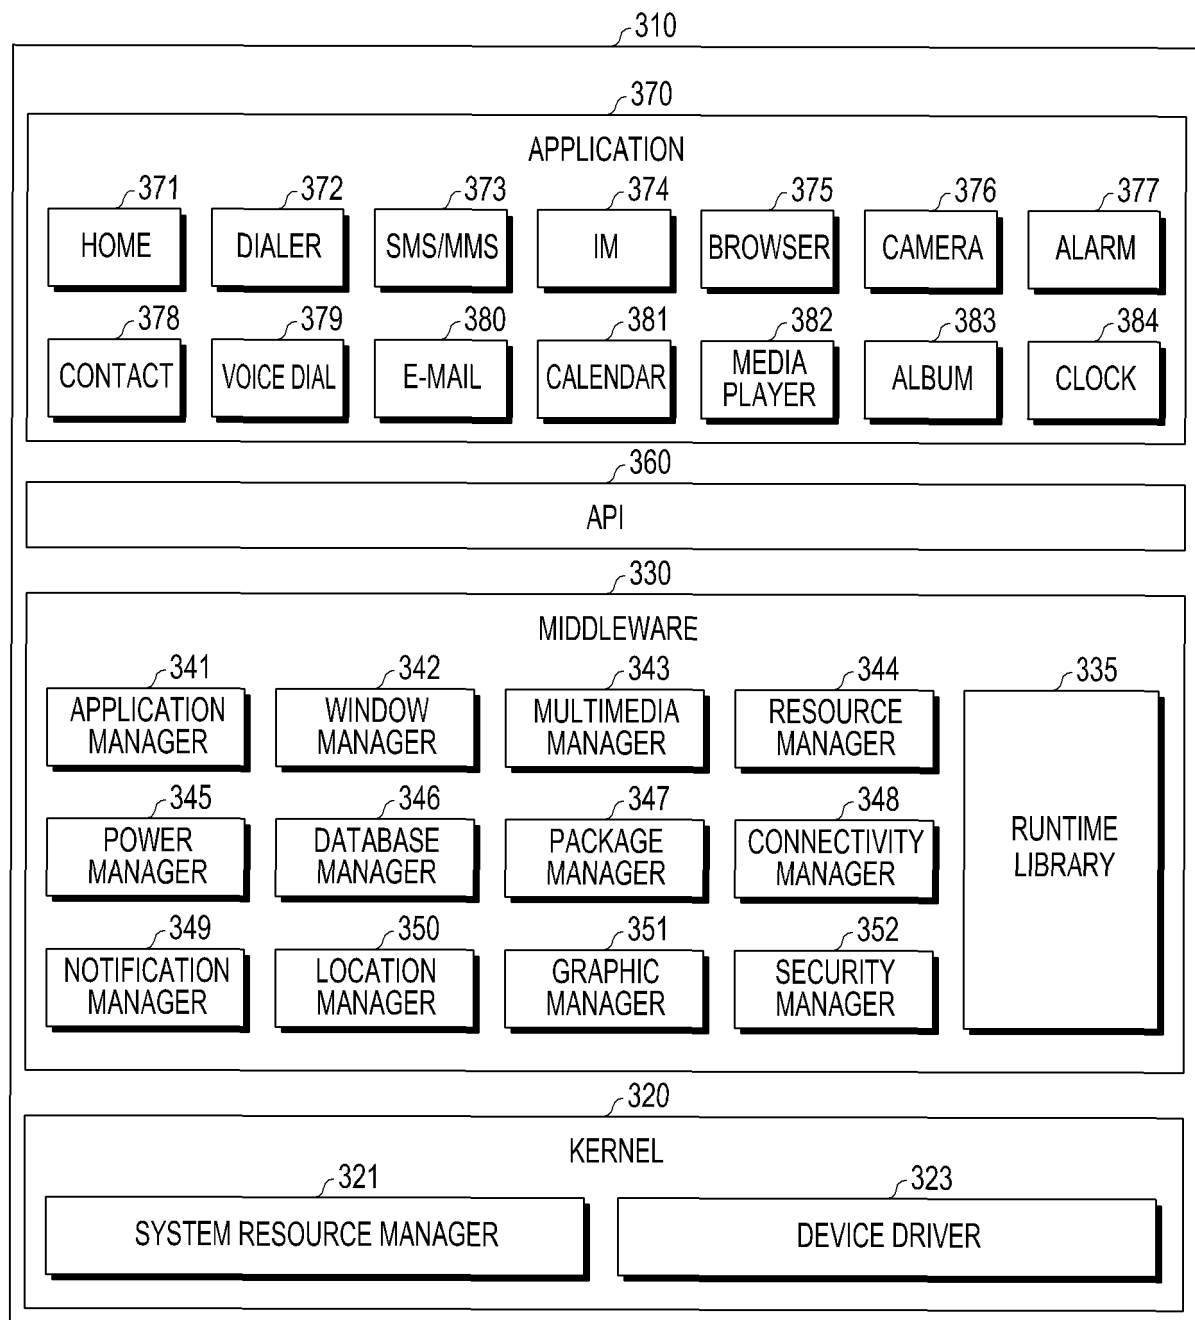 310
370
APPLICATION
371 372 373 374 375 376 377
HOME DIALER SMS/MMS IM BROWSER CAMERA ALARM
378 379 380 381 382 383 384
CONTACT VOICE DIAL E-MAIL CALENDAR MEDIA PLAYER ALBUM CLOCK
360
API
330
MIDDLEWARE
341 342 343 344 335
APPLICATION MANAGER WINDOW MANAGER MULTIMEDIA MANAGER RESOURCE MANAGER
345 346 347 348
POWER MANAGER DATABASE MANAGER PACKAGE MANAGER CONNECTIVITY MANAGER RUNTIME LIBRARY
349 350 351 352
NOTIFICATION MANAGER LOCATION MANAGER GRAPHIC MANAGER SECURITY MANAGER
320
KERNEL
321 323
SYSTEM RESOURCE MANAGER DEVICE DRIVER